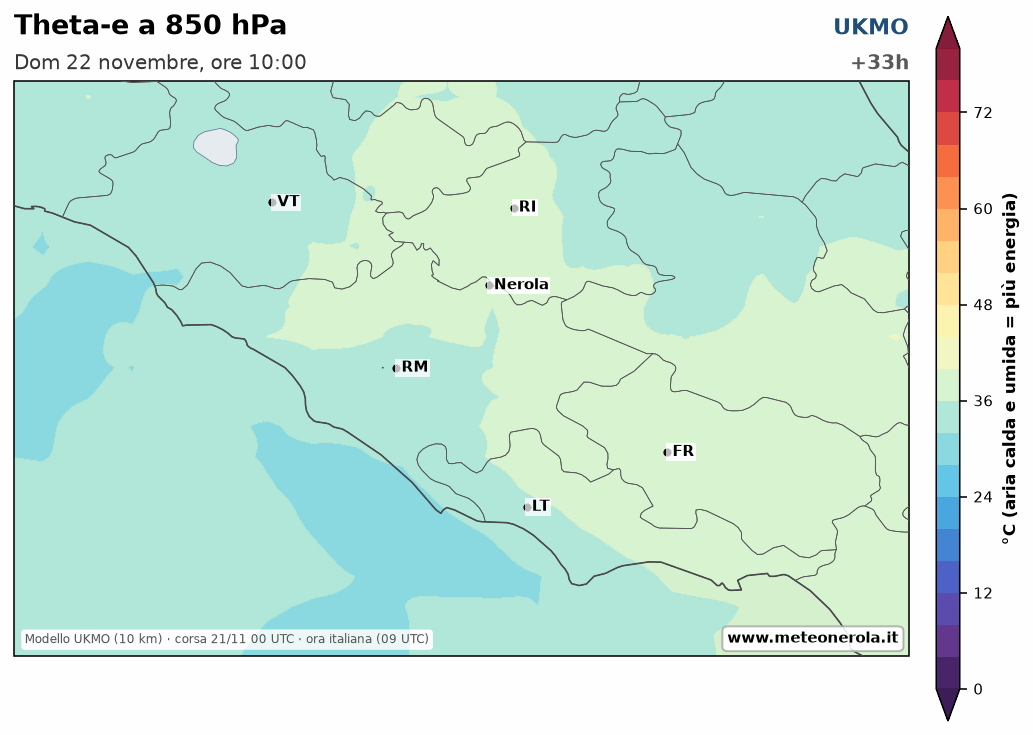 Theta-e a 850 hPa
UKMO
Dom 22 novembre, ore 10:00
+33h
VT
RI
Nerola
RM
FR
LT
Modello UKMO (10 km) · corsa 21/11 00 UTC · ora italiana (09 UTC)
www.meteonerola.it
72
60
48
36
24
12
0
°C (aria calda e umida = più energia)